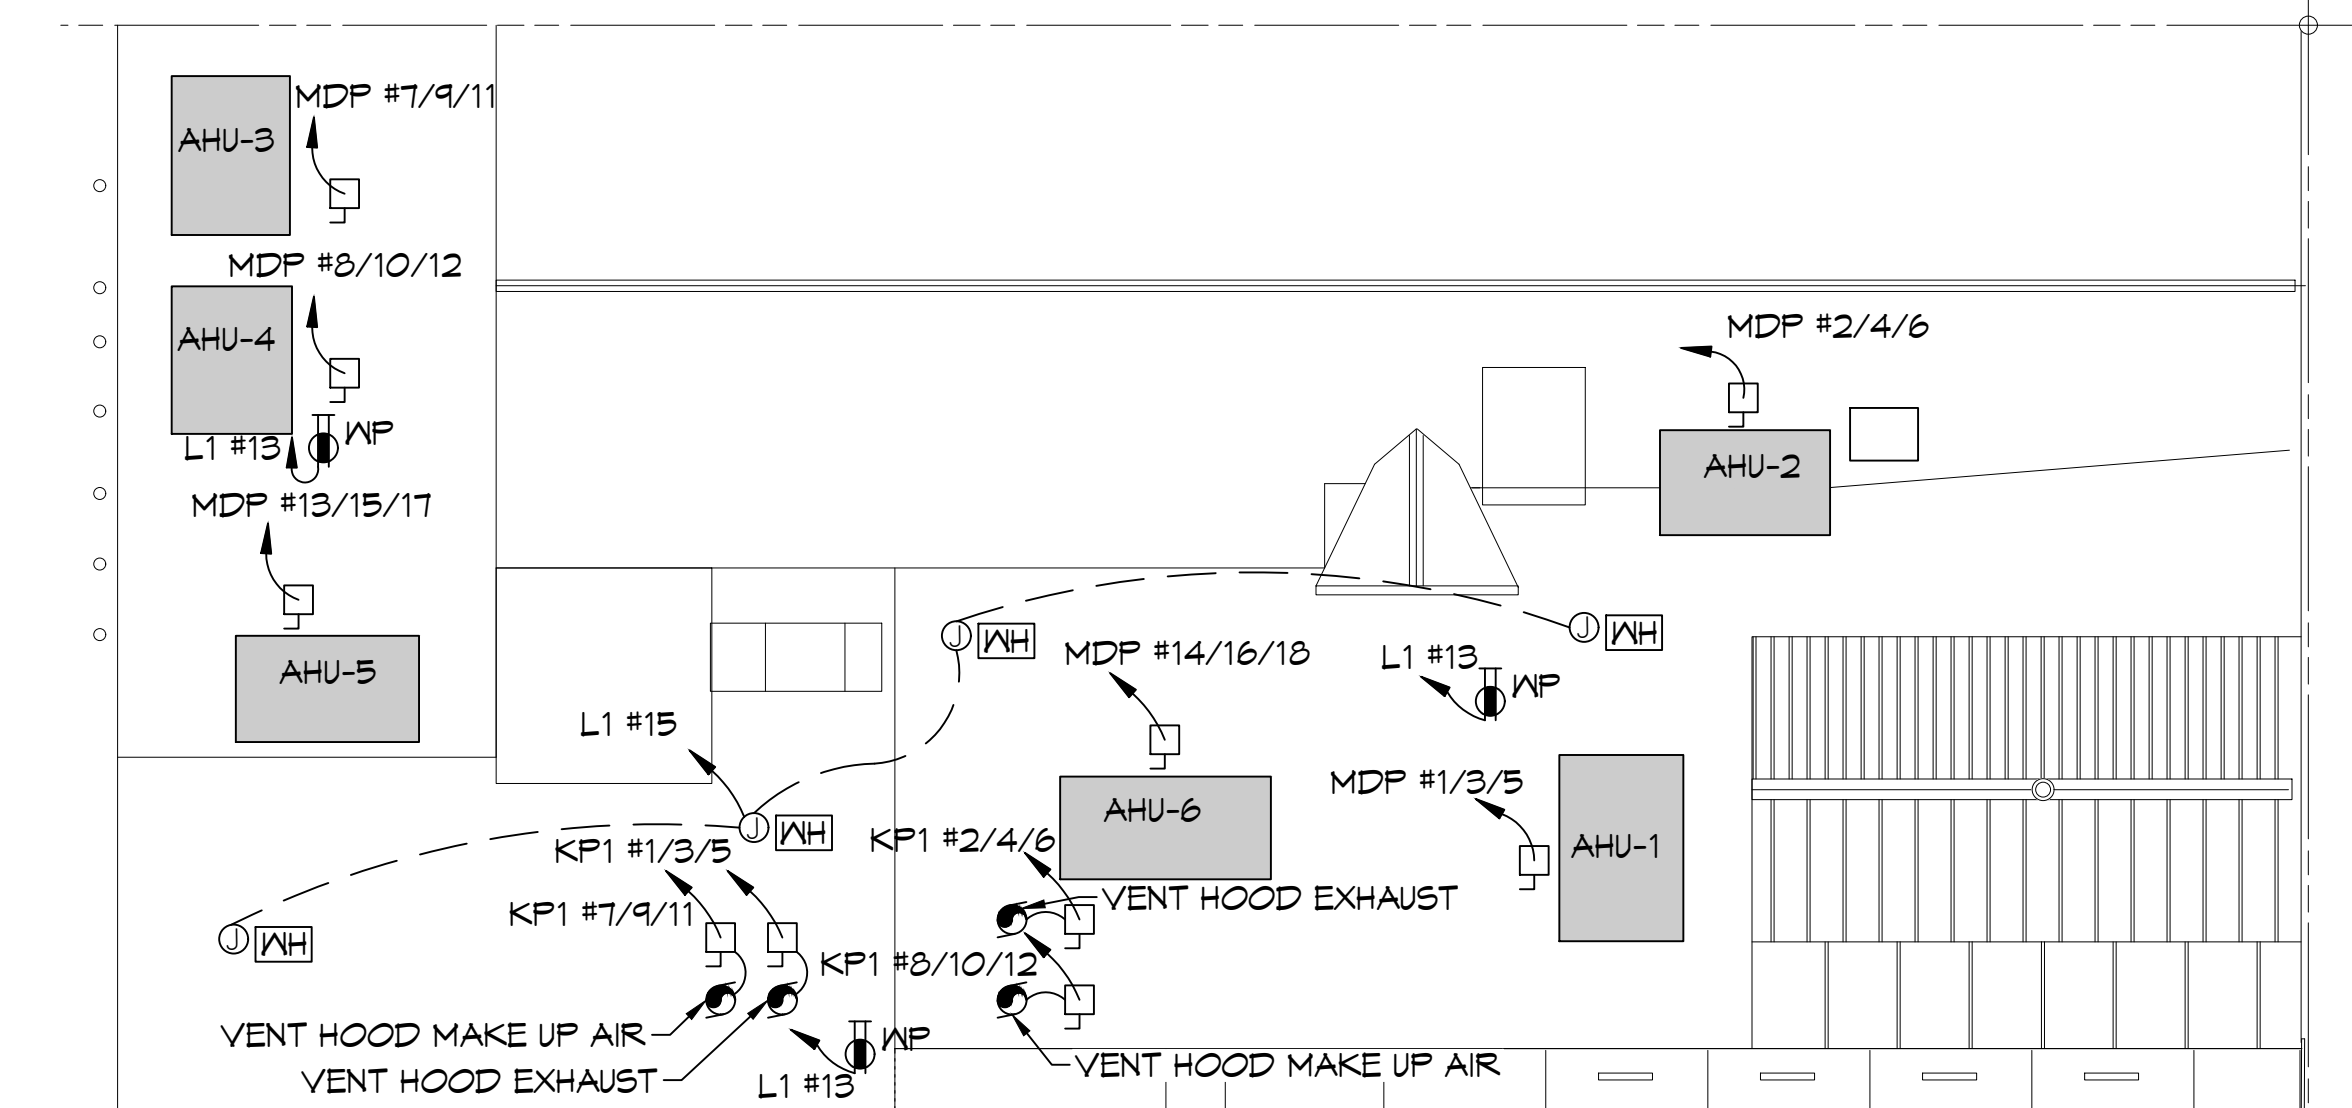 MDP #7/9/11
AHU-3
MDP #8/10/12
AHU-4
L1 #13
WP
MDP #13/15/17
AHU-5
MDP #2/4/6
AHU-2
J
WH
J
WH
MDP #14/16/18
L1 #13
WP
L1 #15
MDP #1/3/5
AHU-6
AHU-1
J
WH
KP1 #1/3/5
KP1 #2/4/6
VENT HOOD EXHAUST
KP1 #7/9/11
J
WH
KP1 #8/10/12
VENT HOOD MAKE UP AIR
WP
VENT HOOD MAKE UP AIR
VENT HOOD EXHAUST
L1 #13